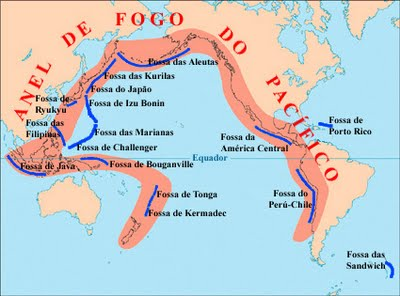 ANEL DE FOGO DO PACÍFICO
Fossa das Aleutas
Fossa das Kurilas
Fossa do Japão
Fossa de
Ryukyu
Fossa de Izu Bonin
Fossa das
Filipinas
Fossa das Marianas
Fossa de Challenger
Fossa de Java
Fossa de Bouganville
Equador
Fossa da
América Central
Fossa de
Porto Rico
Fossa de Tonga
Fossa de Kermadec
Fossa do
Perú-Chile
Fossa das
Sandwich